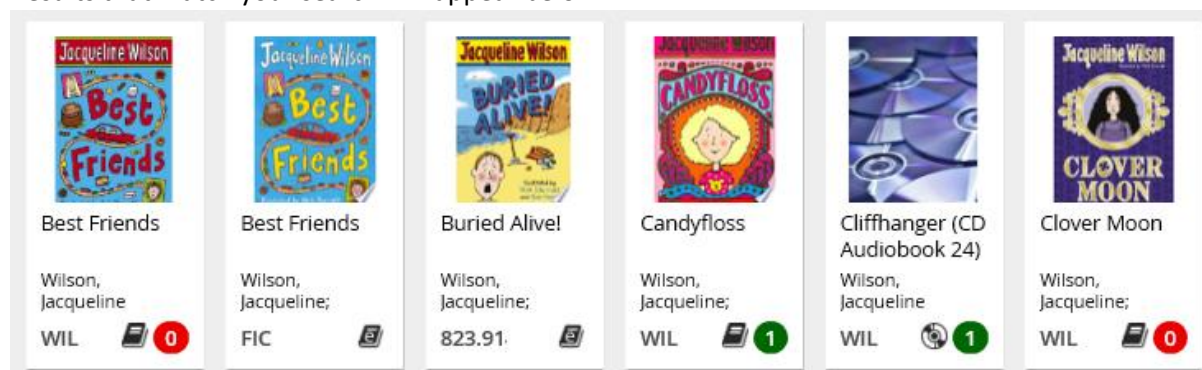 Jacqueline Wilson
A
Best
Friends
Best Friends
Wilson,
Jacqueline
WIL
0
Jacqueline Wilson
Best
Friends
Best Friends
Wilson,
Jacqueline;
FIC
Jacqueline Wilson
BURIED
ALIVE!
Buried Alive!
Wilson,
Jacqueline;
823.91
Jacqueline Wilson
CANDYFLOSS
Candyfloss
Wilson,
Jacqueline;
WIL
1
Cliffhanger (CD
Audiobook 24)
Wilson,
Jacqueline
WIL
1
Jacqueline Wilson
CLOVER
MOON
Clover Moon
Wilson,
Jacqueline;
WIL
0